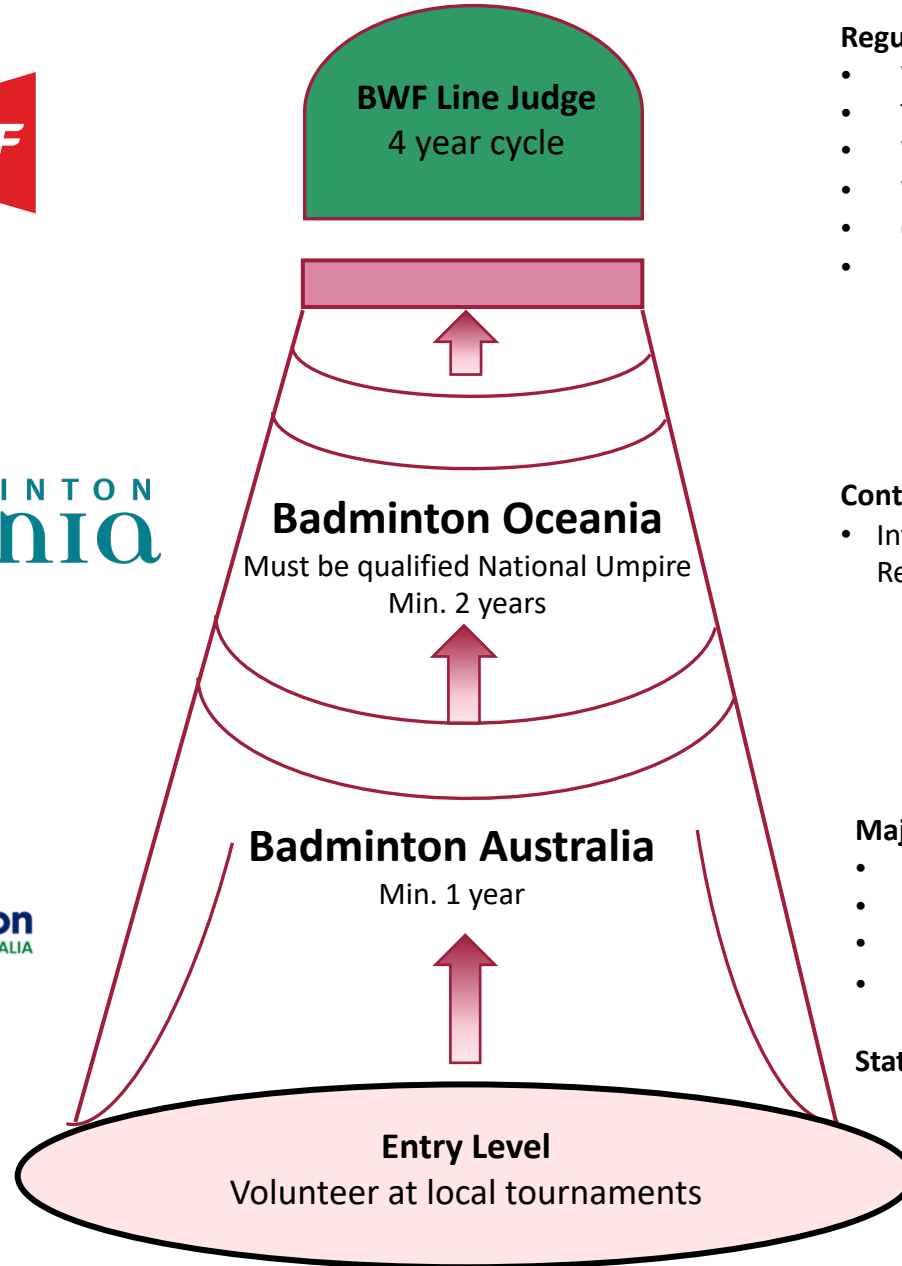 BWF Line Judge
4 year cycle
F
Regu
INTON
nia
Badminton Oceania
Must be qualified National Umpire
Min. 2 years
Cont
• In
Re
on
ALIA
Badminton Australia
Min. 1 year
Maj
Stat
Entry Level
Volunteer at local tournaments